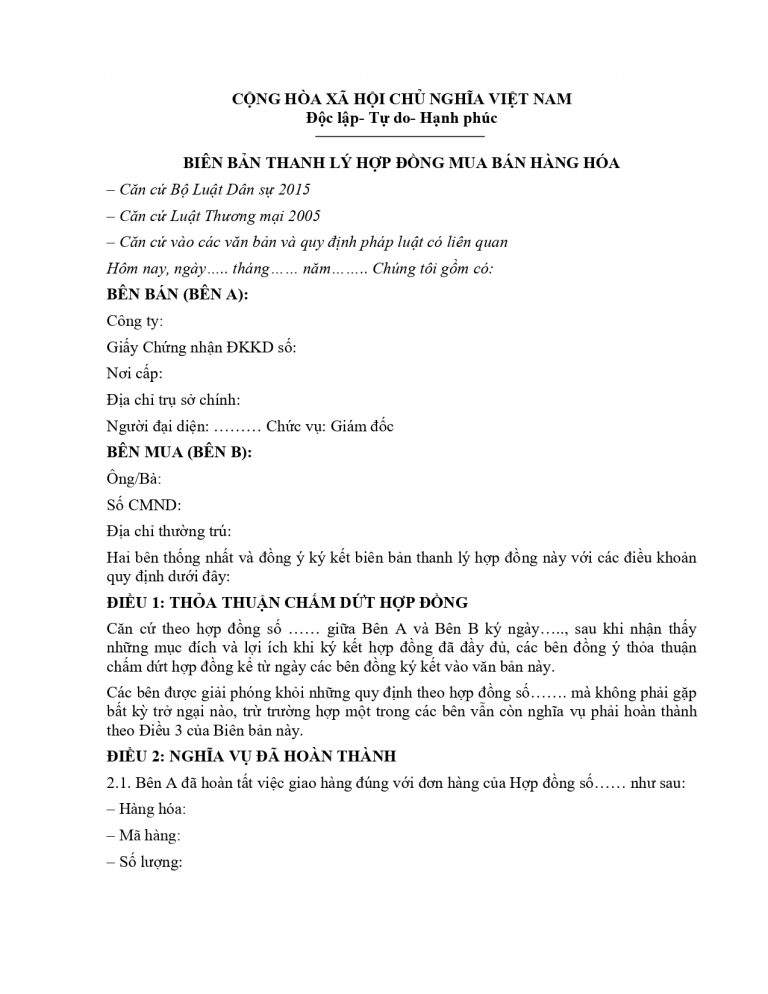 CỘNG HÒA XÃ HỘI CHỦ NGHĨA VIỆT NAM
Độc lập- Tự do- Hạnh phúc
BIÊN BẢN THANH LÝ HỢP ĐỒNG MUA BÁN HÀNG HÓA
– Căn cứ Bộ Luật Dân sự 2015
– Căn cứ Luật Thương mại 2005
– Căn cứ vào các văn bản và quy định pháp luật có liên quan
Hôm nay, ngày….. tháng…… năm…….. Chúng tôi gồm có:
BÊN BÁN (BÊN A):
Công ty:
Giấy Chứng nhận ĐKKD số:
Nơi cấp:
Địa chỉ trụ sở chính:
Người đại diện: ……… Chức vụ: Giám đốc
BÊN MUA (BÊN B):
Ông/Bà:
Số CMND:
Địa chỉ thường trú:
Hai bên thống nhất và đồng ý ký kết biên bản thanh lý hợp đồng này với các điều khoản
quy định dưới đây:
ĐIỀU 1: THỎA THUẬN CHẤM DỨT HỢP ĐỒNG
Căn cứ theo hợp đồng số …… giữa Bên A và Bên B ký ngày….., sau khi nhận thấy
những mục đích và lợi ích khi ký kết hợp đồng đã đầy đủ, các bên đồng ý thỏa thuận
chấm dứt hợp đồng kể từ ngày các bên đồng ký kết vào văn bản này.
Các bên được giải phóng khỏi những quy định theo hợp đồng số……. mà không phải gặp
bất kỳ trở ngại nào, trừ trường hợp một trong các bên vẫn còn nghĩa vụ phải hoàn thành
theo Điều 3 của Biên bản này.
ĐIỀU 2: NGHĨA VỤ ĐÃ HOÀN THÀNH
2.1. Bên A đã hoàn tất việc giao hàng đúng với đơn hàng của Hợp đồng số…… như sau:
– Hàng hóa:
– Mã hàng:
– Số lượng: